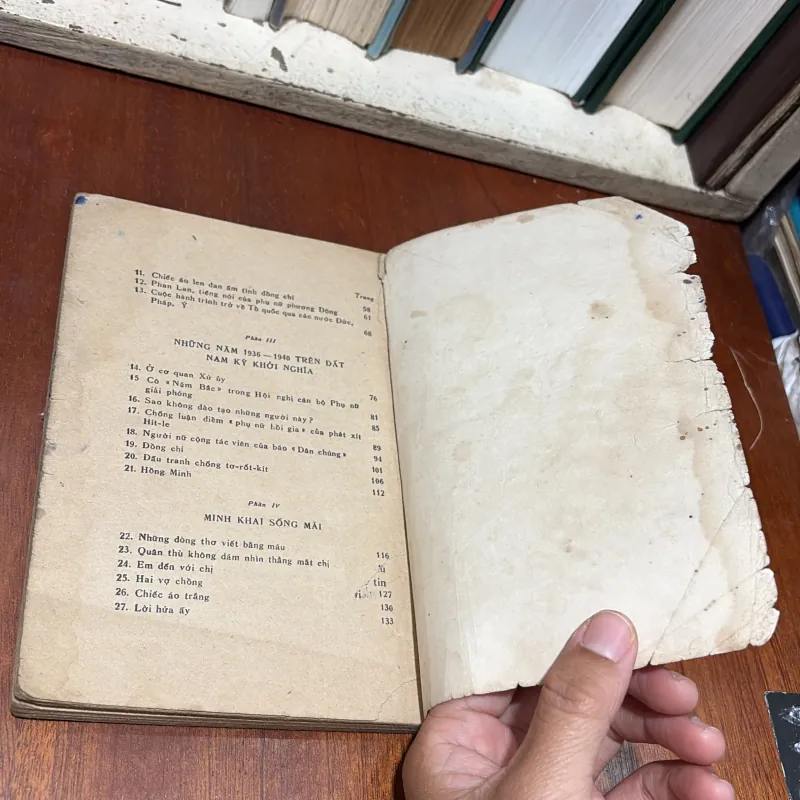 Trang
11. Chiếc áo len đan ấm tình đồng chí 58
12. Phan Lan, tiếng nói của phụ nữ phương Đông 61
13. Cuộc hành trình trở về Tổ quốc qua các nước Đức,
Pháp, Ý 68
Phần III
NHỮNG NĂM 1936 — 1940 TRÊN ĐẤT
NAM KỲ KHỞI NGHĨA
14. Ở cơ quan Xứ ủy 76
15 Cô «Năm Bắc» trong Hội nghị cán bộ Phụ nữ
giải phóng 81
16. Sao không đào tạo những người này? 85
17. Chống luận điểm «phụ nữ hồi gia» của phát xít
Hit-le 89
18. Người nữ cộng tác viên của báo «Dân chúng» 94
19. Đồng chí 101
20. Đấu tranh chống tơ-rốt-kít 106
21. Hồng Minh 112
Phần IV
MINH KHAI SỐNG MÃI
22. Những dòng thơ viết bằng máu 116
23. Quân thù không dám nhìn thẳng mặt chị
24. Em đến với chị tin
25. Hai vợ chồng 127
26. Chiếc áo trắng 130
27. Lời hứa ấy 133